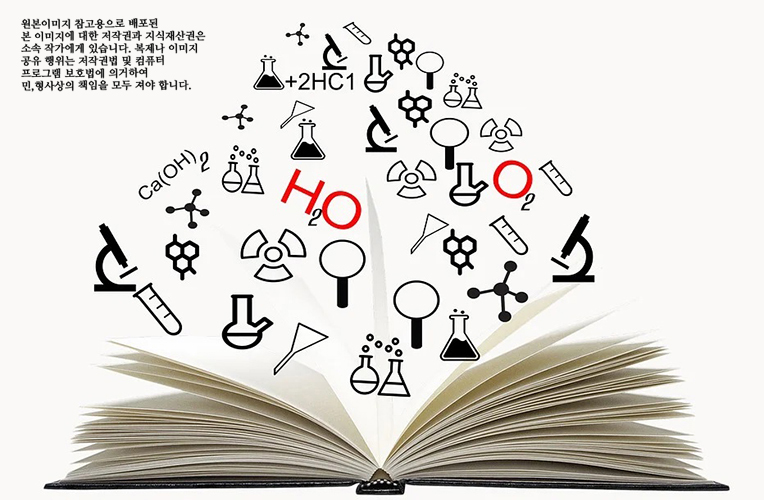 원본이미지 참고용으로 배포된
본 이미지에 대한 저작권과 지식재산권은
소속 작가에게 있습니다. 복제나 이미지
공유 행위는 저작권법 및 컴퓨터
프로그램 보호법에 의거하여
민,형사상의 책임을 모두 져야 합니다.
+2HC1
Ca(OH)2
H2O
O2